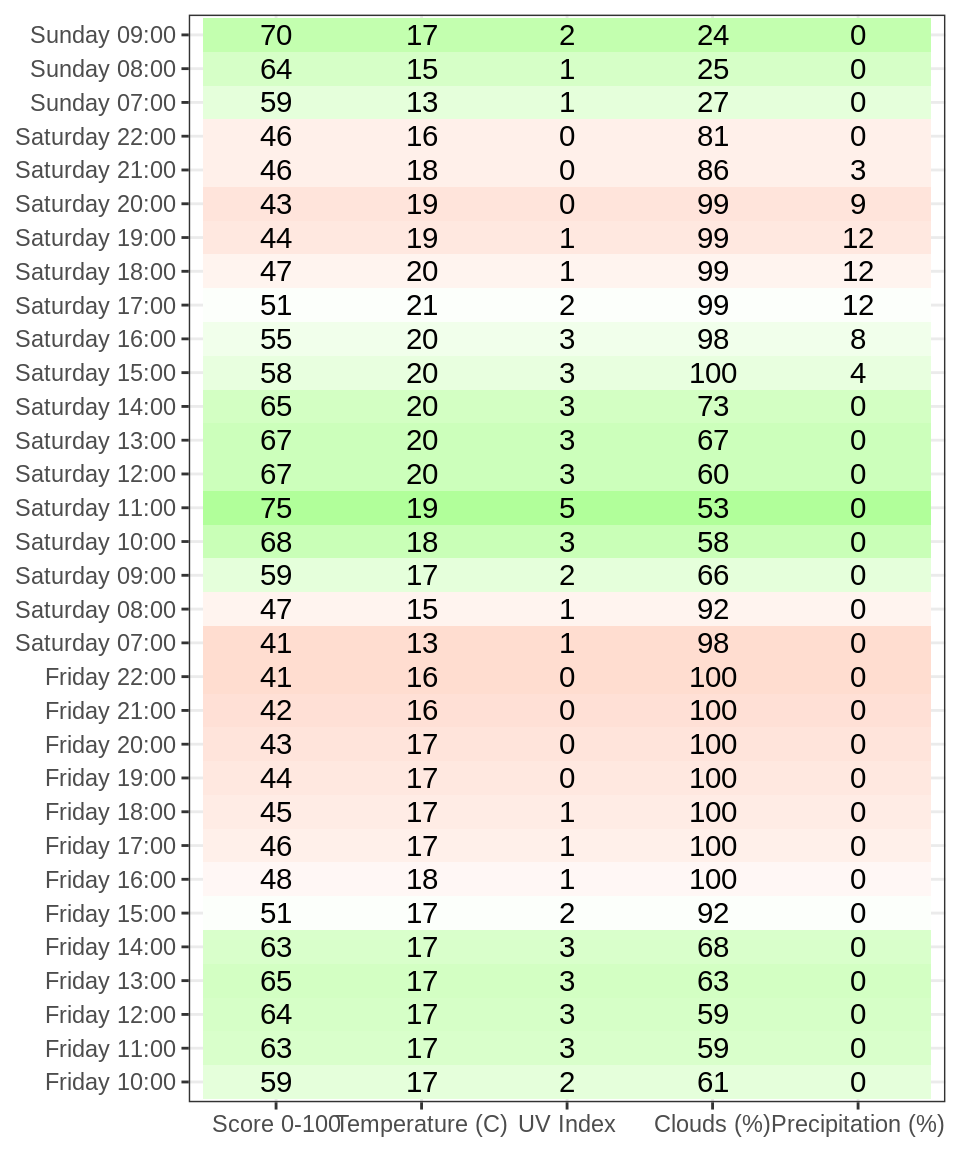 Sunday 09:00 70 17 2 24 0
Sunday 08:00 64 15 1 25 0
Sunday 07:00 59 13 1 27 0
Saturday 22:00 46 16 0 81 0
Saturday 21:00 46 18 0 86 3
Saturday 20:00 43 19 0 99 9
Saturday 19:00 44 19 1 99 12
Saturday 18:00 47 20 1 99 12
Saturday 17:00 51 21 2 99 12
Saturday 16:00 55 20 3 98 8
Saturday 15:00 58 20 3 100 4
Saturday 14:00 65 20 3 73 0
Saturday 13:00 67 20 3 67 0
Saturday 12:00 67 20 3 60 0
Saturday 11:00 75 19 5 53 0
Saturday 10:00 68 18 3 58 0
Saturday 09:00 59 17 2 66 0
Saturday 08:00 47 15 1 92 0
Saturday 07:00 41 13 1 98 0
Friday 22:00 41 16 0 100 0
Friday 21:00 42 16 0 100 0
Friday 20:00 43 17 0 100 0
Friday 19:00 44 17 0 100 0
Friday 18:00 45 17 1 100 0
Friday 17:00 46 17 1 100 0
Friday 16:00 48 18 1 100 0
Friday 15:00 51 17 2 92 0
Friday 14:00 63 17 3 68 0
Friday 13:00 65 17 3 63 0
Friday 12:00 64 17 3 59 0
Friday 11:00 63 17 3 59 0
Friday 10:00 59 17 2 61 0
Score 0-100 Temperature (C) UV Index Clouds (%) Precipitation (%)